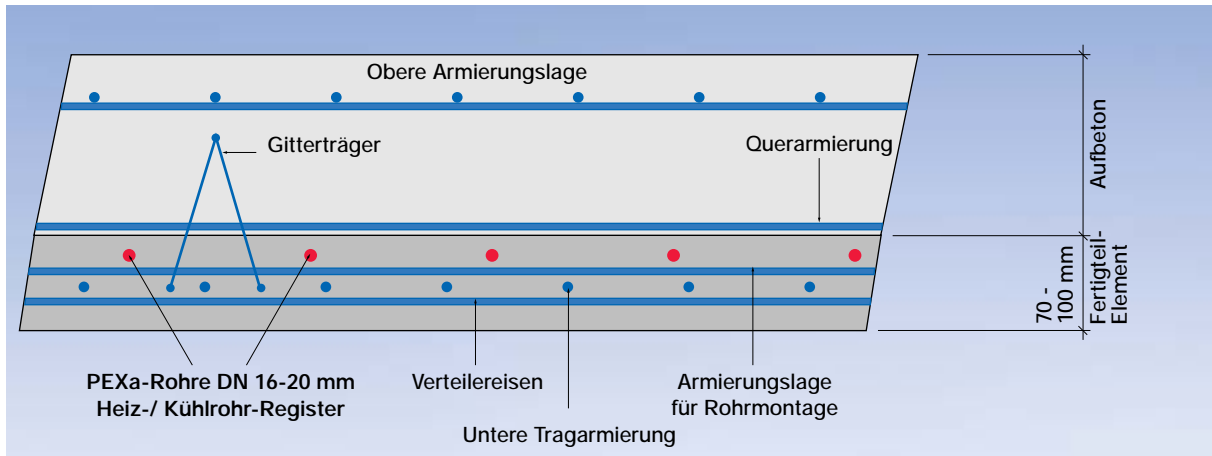 Obere Armierungslage
Gitterträger
Querarmierung
Aufbeton
70 -
100 mm
Fertigteil-
Element
PEXa-Rohre DN 16-20 mm
Heiz-/ Kühlrohr-Register
Verteilereisen
Armierungslage
für Rohrmontage
Untere Tragarmierung